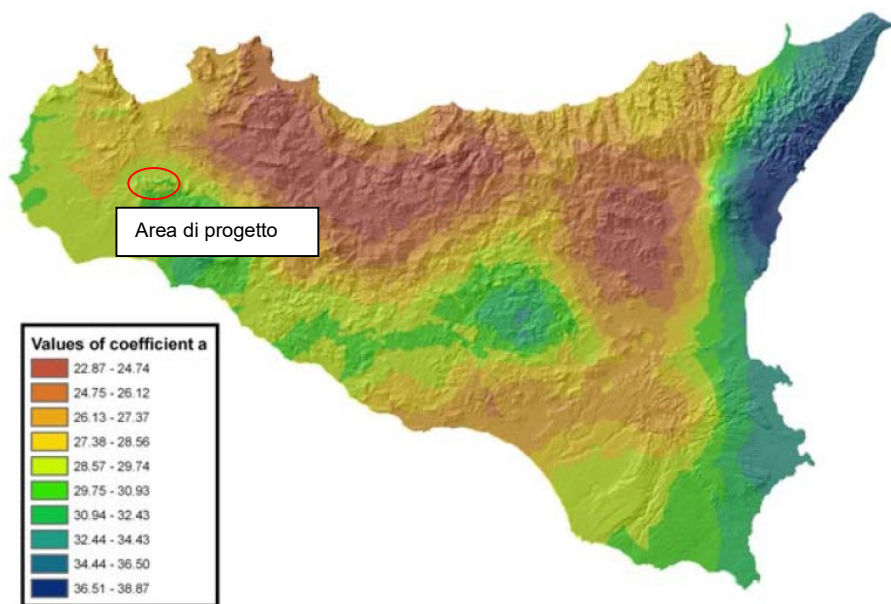 Area di progetto
Values of coefficient a
22.87 - 24.74
24.75 - 26.12
26.13 - 27.37
27.38 - 28.56
28.57 - 29.74
29.75 - 30.93
30.94 - 32.43
32.44 - 34.43
34.44 - 36.50
36.51 - 38.87